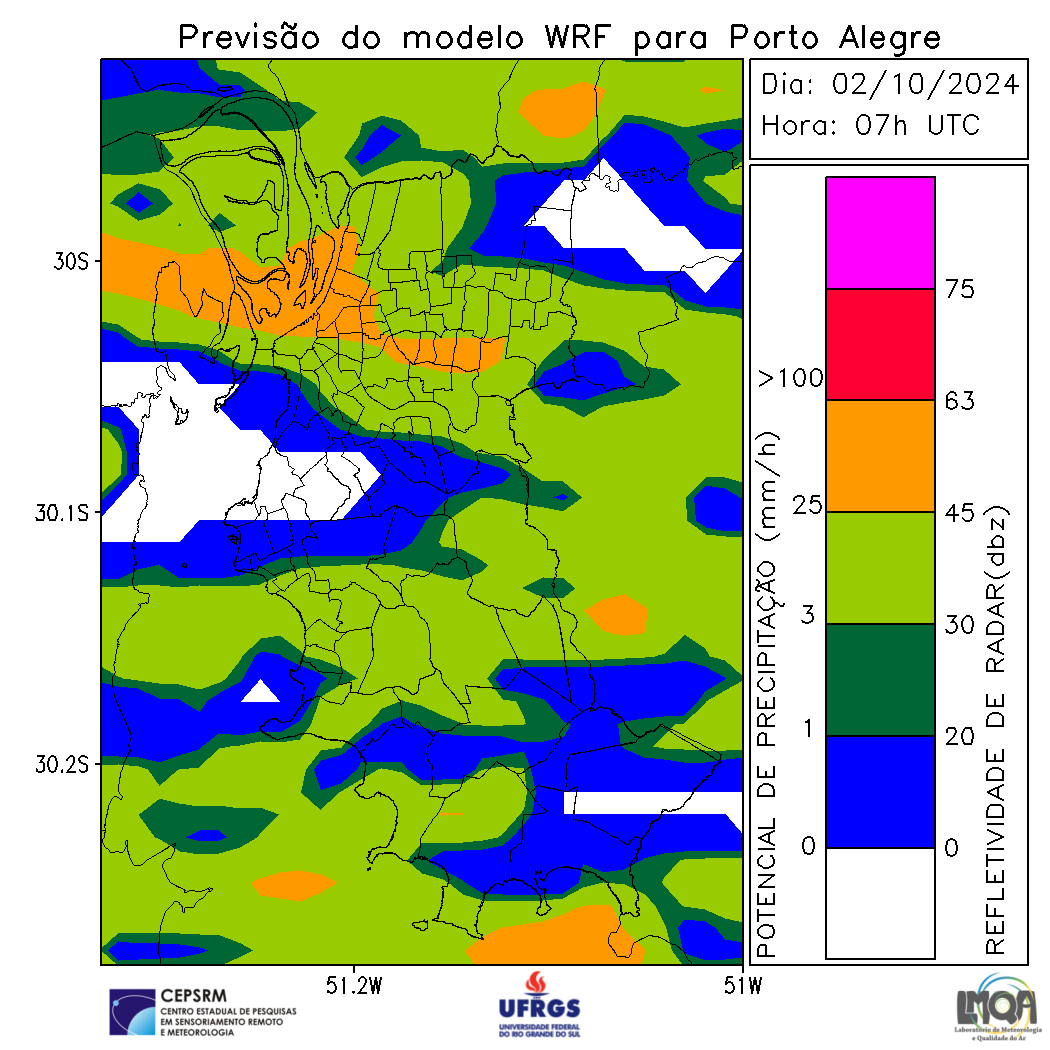 Previsão do modelo WRF para Porto Alegre
Dia: 02/10/2024
Hora: 07h UTC
30S
30.1S
30.2S
51.2W
51W
POTENCIAL DE PRECIPITAÇÃO (mm/h)
>100
25
3
1
0
75
63
45
30
20
0
REFLETIVIDADE DE RADAR(dbz)
CEPSRM
CENTRO ESTADUAL DE PESQUISAS
EM SENSORIAMENTO REMOTO
E METEOROLOGIA
UFRGS
UNIVERSIDADE FEDERAL
DO RIO GRANDE DO SUL
LMQA
Laboratório de Meteorologia
e Qualidade do Ar